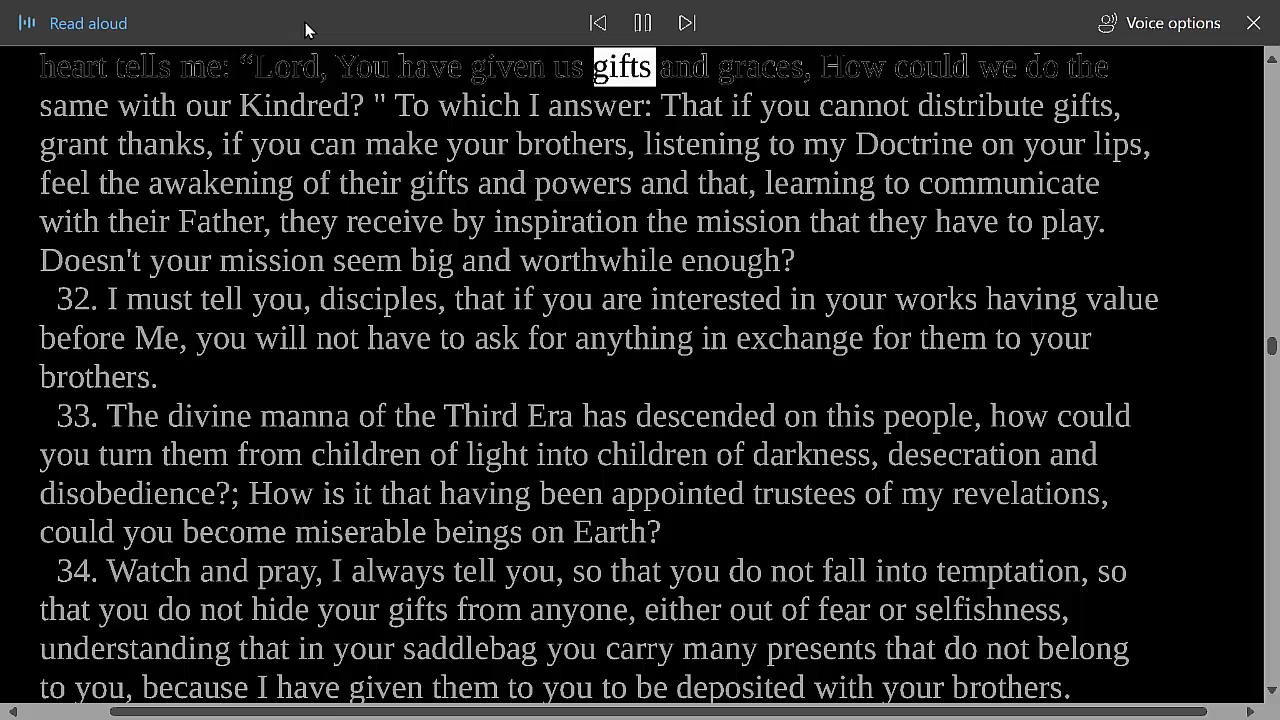 Read aloud
Voice options
heart tells me: “Lord, You have given us gifts and graces, How could we do the
same with our Kindred? " To which I answer: That if you cannot distribute gifts,
grant thanks, if you can make your brothers, listening to my Doctrine on your lips,
feel the awakening of their gifts and powers and that, learning to communicate
with their Father, they receive by inspiration the mission that they have to play.
Doesn't your mission seem big and worthwhile enough?
32. I must tell you, disciples, that if you are interested in your works having value
before Me, you will not have to ask for anything in exchange for them to your
brothers.
33. The divine manna of the Third Era has descended on this people, how could
you turn them from children of light into children of darkness, desecration and
disobedience?; How is it that having been appointed trustees of my revelations,
could you become miserable beings on Earth?
34. Watch and pray, I always tell you, so that you do not fall into temptation, so
that you do not hide your gifts from anyone, either out of fear or selfishness,
understanding that in your saddlebag you carry many presents that do not belong
to you, because I have given them to you to be deposited with your brothers.